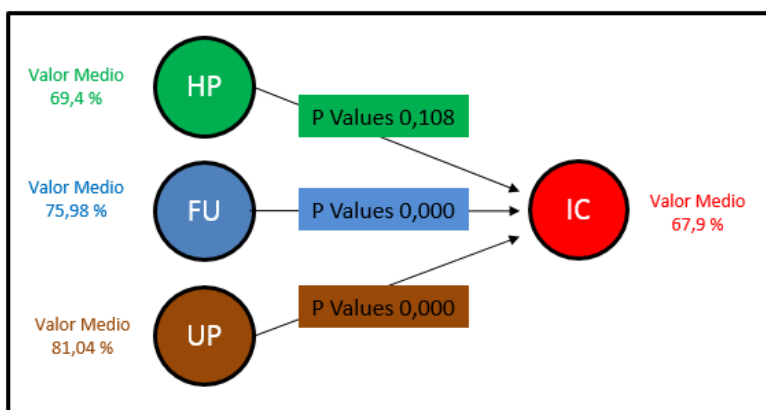 Valor Medio
69,4 %
HP
P Values 0,108
Valor Medio
75,98 %
FU
P Values 0,000
IC
Valor Medio
67,9 %
Valor Medio
81,04 %
UP
P Values 0,000